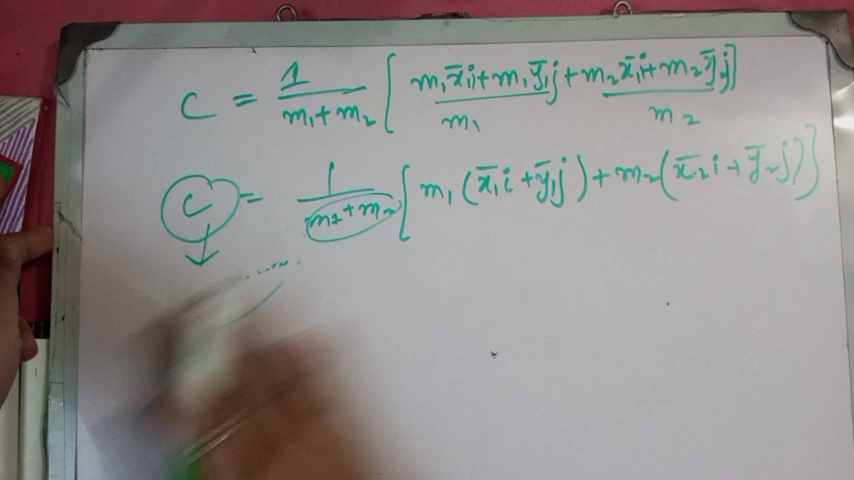 C = 1/(m₁+m₂) [ (m₁x̄₁i+m₁ȳ₁j)/m₁ + (m₂x̄₁i+m₂ȳ₂j)/m₂ ]
C = 1/(m₁+m₂) [ m₁(x̄₁i+ȳ₁j)+m₂(x̄₂i+ȳ₂j) ]